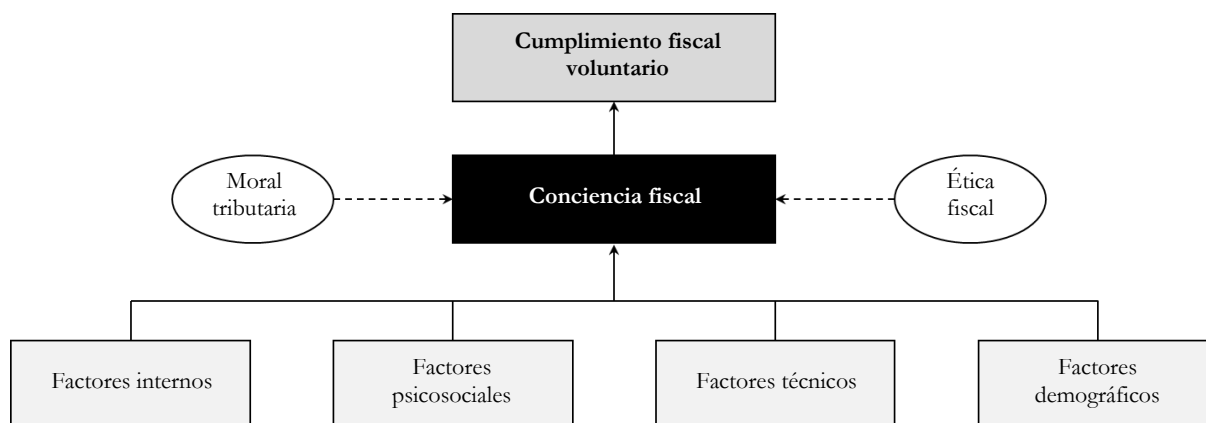 Cumplimiento fiscal
voluntario
Moral
tributaria
Conciencia fiscal
Ética
fiscal
Factores internos
Factores
psicosociales
Factores técnicos
Factores
demográficos